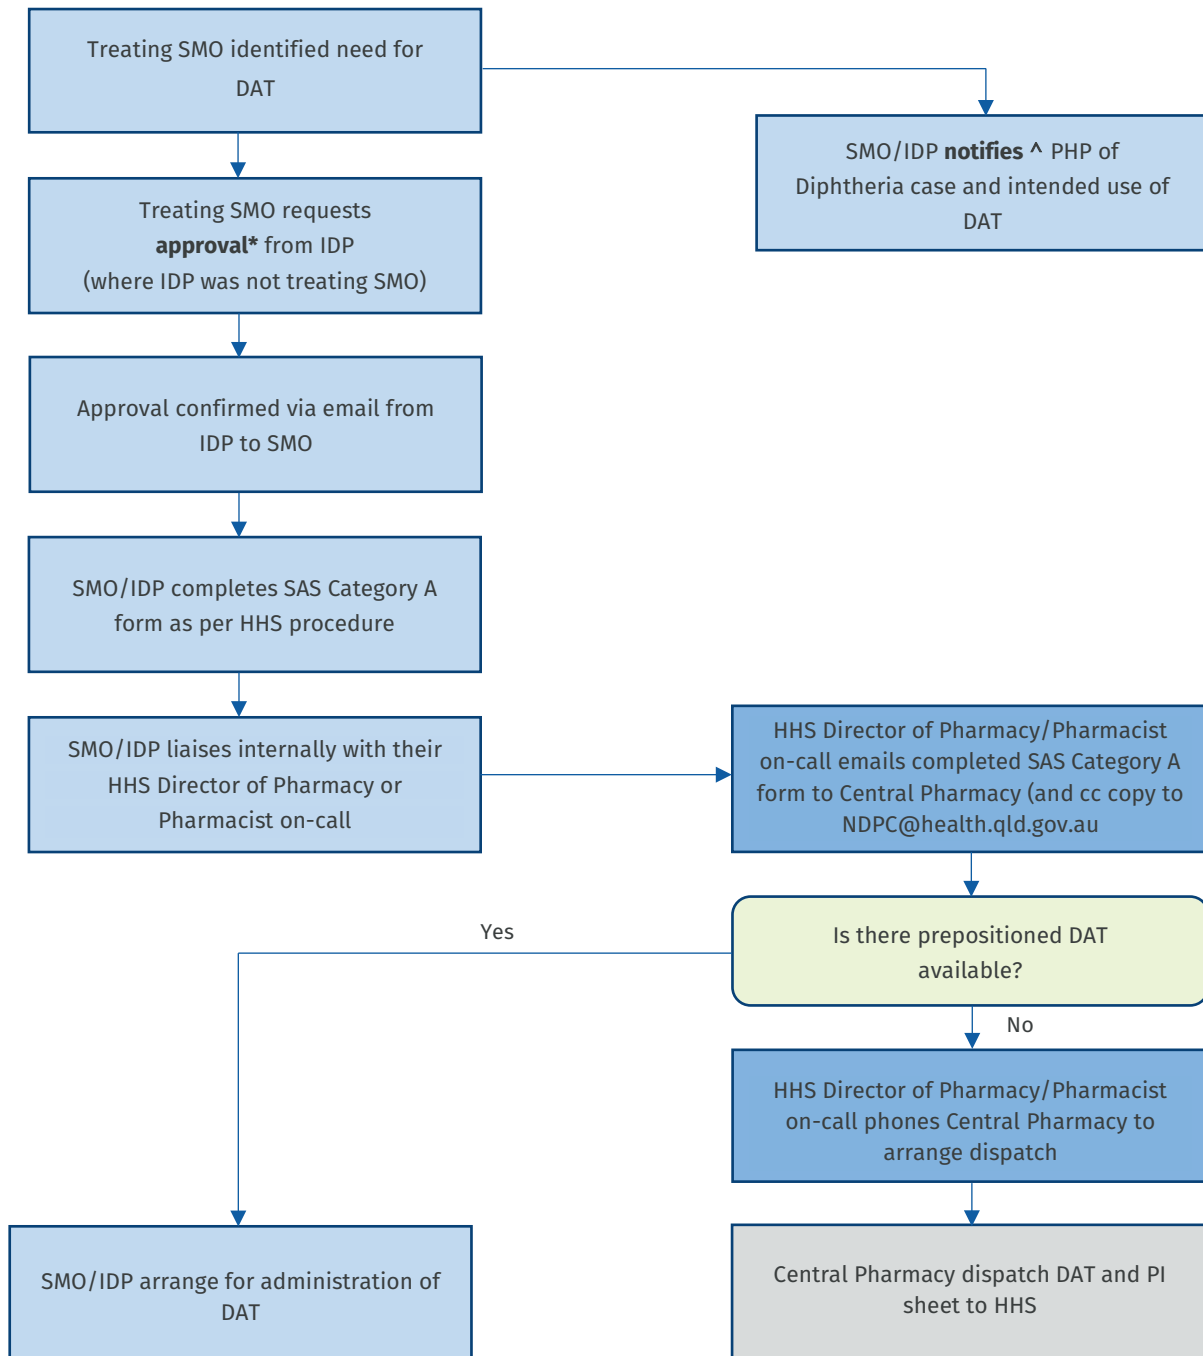 Treating SMO identified need for
DAT
SMO/IDP notifies ^ PHP of
Diphtheria case and intended use of
DAT
Treating SMO requests
approval* from IDP
(where IDP was not treating SMO)
Approval confirmed via email from
IDP to SMO
SMO/IDP completes SAS Category A
form as per HHS procedure
SMO/IDP liaises internally with their
HHS Director of Pharmacy or
Pharmacist on-call
HHS Director of Pharmacy/Pharmacist
on-call emails completed SAS Category A
form to Central Pharmacy (and cc copy to
NDPC@health.qld.gov.au
Is there prepositioned DAT
available?
Yes
No
HHS Director of Pharmacy/Pharmacist
on-call phones Central Pharmacy to
arrange dispatch
SMO/IDP arrange for administration of
DAT
Central Pharmacy dispatch DAT and PI
sheet to HHS